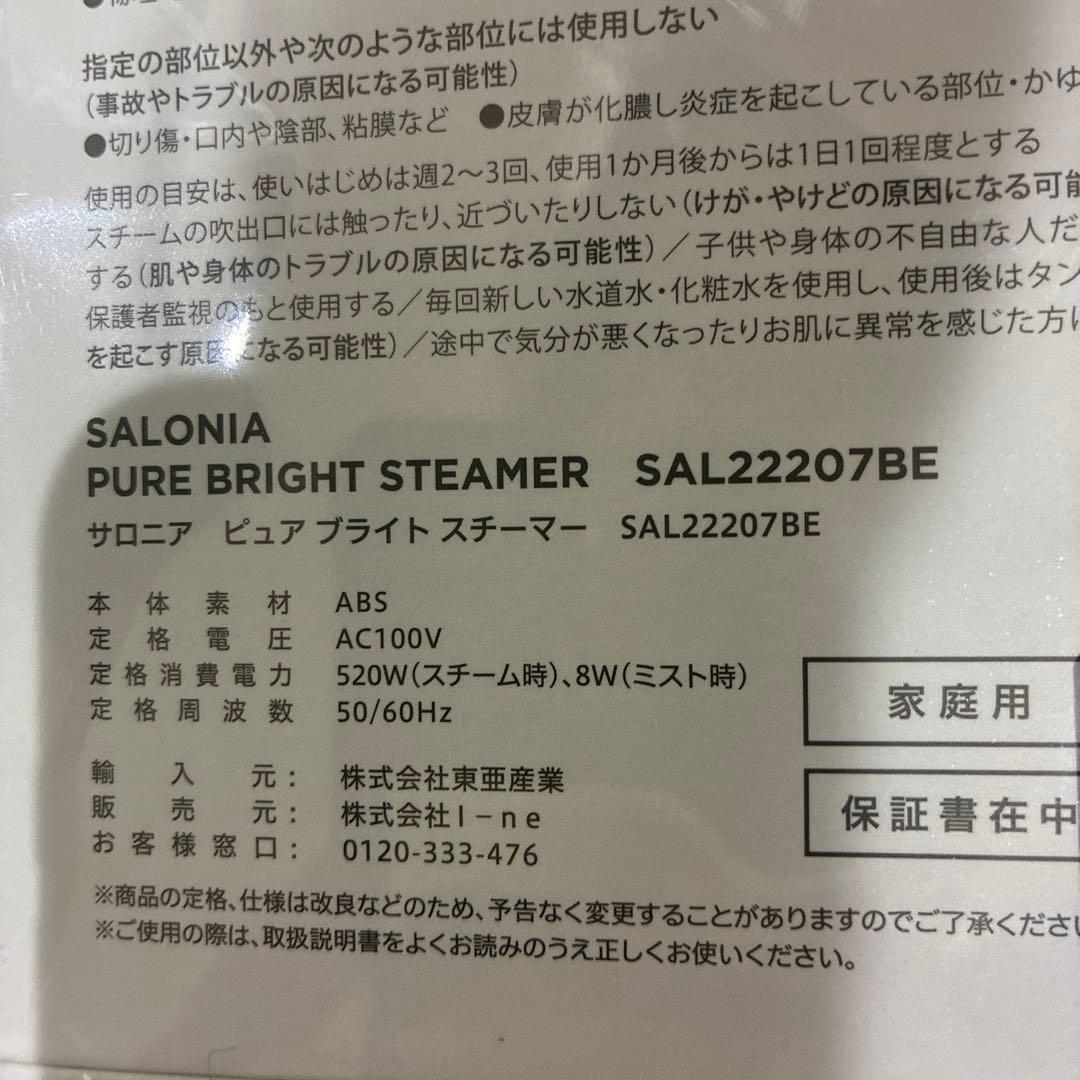 指定の部位以外や次のような部位には使用しない
(事故やトラブルの原因になる可能性)
●切り傷・口内や陰部、粘膜など ●皮膚が化膿し炎症を起こしている部位・かゆ
使用の目安は、使いはじめは週2〜3回、使用1か月後からは1日1回程度とする
スチームの吹出口には触ったり、近づいたりしない(けが・やけどの原因になる可能
する(肌や身体のトラブルの原因になる可能性)／子供や身体の不自由な人だ
保護者監視のもと使用する／毎回新しい水道水・化粧水を使用し、使用後はタン
を起こす原因になる可能性)／途中で気分が悪くなったりお肌に異常を感じた方は
SALONIA
PURE BRIGHT STEAMER SAL22207BE
サロニア ピュア ブライト スチーマー SAL22207BE
本体素材 ABS
定格電圧 AC100V
定格消費電力 520W(スチーム時)、8W(ミスト時)
定格周波数 50/60Hz
家庭用
輸入元: 株式会社東亜産業
販売元: 株式会社I－ne
お客様窓口: 0120-333-476
保証書在中
※商品の定格、仕様は改良などのため、予告なく変更することがありますのでご了承ください
※ご使用の際は、取扱説明書をよくお読みのうえ正しくお使いください。